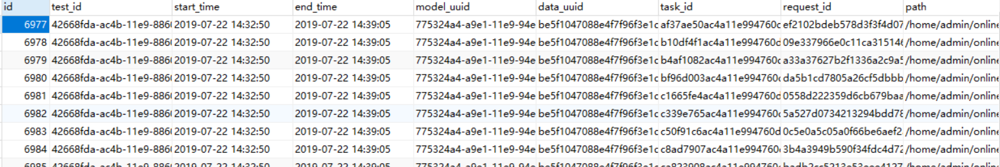 id test_id start_time end_time model_uuid data_uuid task_id request_id path
6977 42668fda-ac4b-11e9-886 2019-07-22 14:32:50 2019-07-22 14:39:05 775324a4-a9e1-11e9-94e be5f1047088e4f7f96f3e1c af37ae50ac4a11e994760c ef2102bdeb578d3f3f4d07 /home/admin/online
6978 42668fda-ac4b-11e9-886 2019-07-22 14:32:50 2019-07-22 14:39:05 775324a4-a9e1-11e9-94e be5f1047088e4f7f96f3e1c b10df4f1ac4a11e994760d 09e337966e0c11ca315146 /home/admin/online
6979 42668fda-ac4b-11e9-886 2019-07-22 14:32:50 2019-07-22 14:39:05 775324a4-a9e1-11e9-94e be5f1047088e4f7f96f3e1c b4af1082ac4a11e994760d a33a37627b2f1336a2c9a5 /home/admin/online
6980 42668fda-ac4b-11e9-886 2019-07-22 14:32:50 2019-07-22 14:39:05 775324a4-a9e1-11e9-94e be5f1047088e4f7f96f3e1c bf96d003ac4a11e994760c da5b1cd7805a26cf5dbbb /home/admin/online
6981 42668fda-ac4b-11e9-886 2019-07-22 14:32:50 2019-07-22 14:39:05 775324a4-a9e1-11e9-94e be5f1047088e4f7f96f3e1c c1665fe4ac4a11e994760c 0558d222359d6cb679baa /home/admin/online
6982 42668fda-ac4b-11e9-886 2019-07-22 14:32:50 2019-07-22 14:39:05 775324a4-a9e1-11e9-94e be5f1047088e4f7f96f3e1c c339e765ac4a11e994760c 5a527d0734213294bdd78 /home/admin/online
6983 42668fda-ac4b-11e9-886 2019-07-22 14:32:50 2019-07-22 14:39:05 775324a4-a9e1-11e9-94e be5f1047088e4f7f96f3e1c c50f91c6ac4a11e994760d 0c5e0a5c05a0f66be6aef2 /home/admin/online
6984 42668fda-ac4b-11e9-886 2019-07-22 14:32:50 2019-07-22 14:39:05 775324a4-a9e1-11e9-94e be5f1047088e4f7f96f3e1c c8ad7907ac4a11e994760c 3b4a3949b590f34fdc4d72 /home/admin/online
6985 42668fda-ac4b-11e9-886 2019-07-22 14:32:50 2019-07-22 14:39:05 775324a4-a9e1-11e9-94e be5f1047088e4f7f96f3e1c /home/admin/online